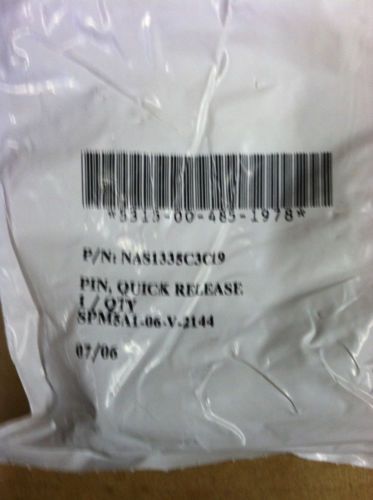 *5315-00-485-1978*
P/N: NAS1335C3C19
PIN, QUICK RELEASE
1 / QTY
SPM5A1-06-V-2144
07/06